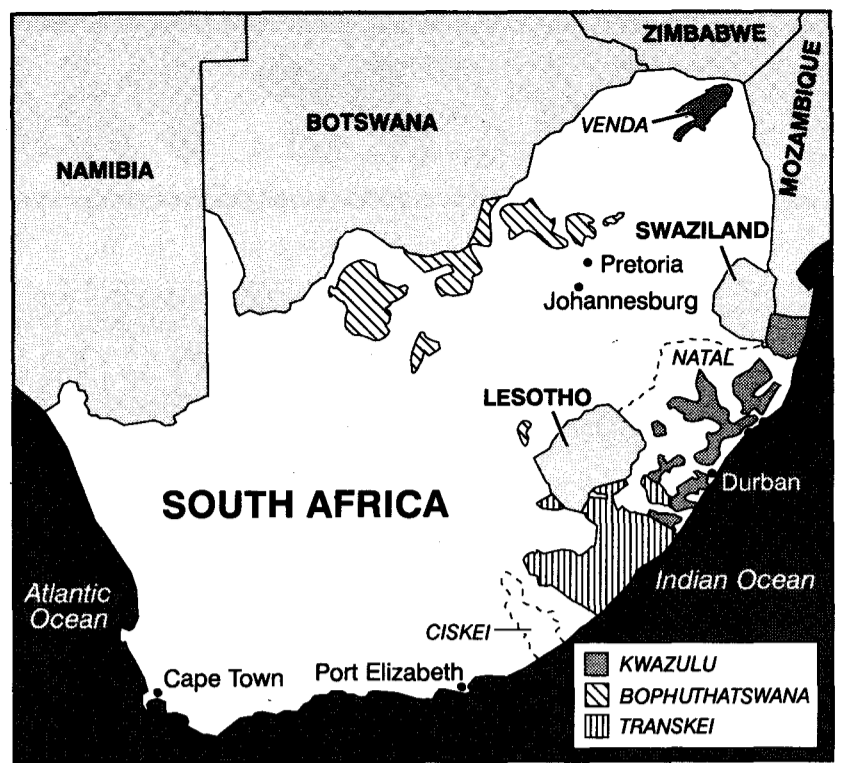 ZIMBABWE
MOZAMBIQUE
BOTSWANA
VENDA
NAMIBIA
SWAZILAND
Pretoria
Johannesburg
NATAL
LESOTHO
Durban
SOUTH AFRICA
Indian Ocean
Atlantic
Ocean
CISKEI
Cape Town
Port Elizabeth
KWAZULU
BOPHUTHATSWANA
TRANSKEI